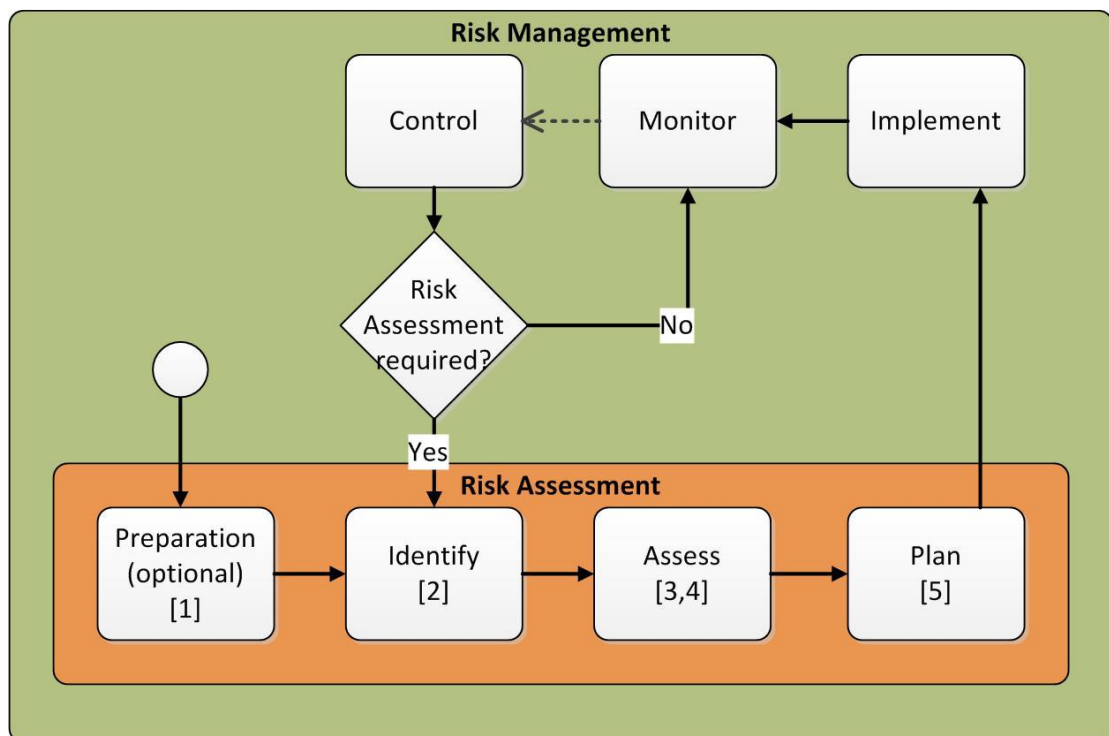 Risk Management
Control
Monitor
Implement
Risk
Assessment
required?
No
Yes
Risk Assessment
Preparation
(optional)
[1]
Identify
[2]
Assess
[3,4]
Plan
[5]